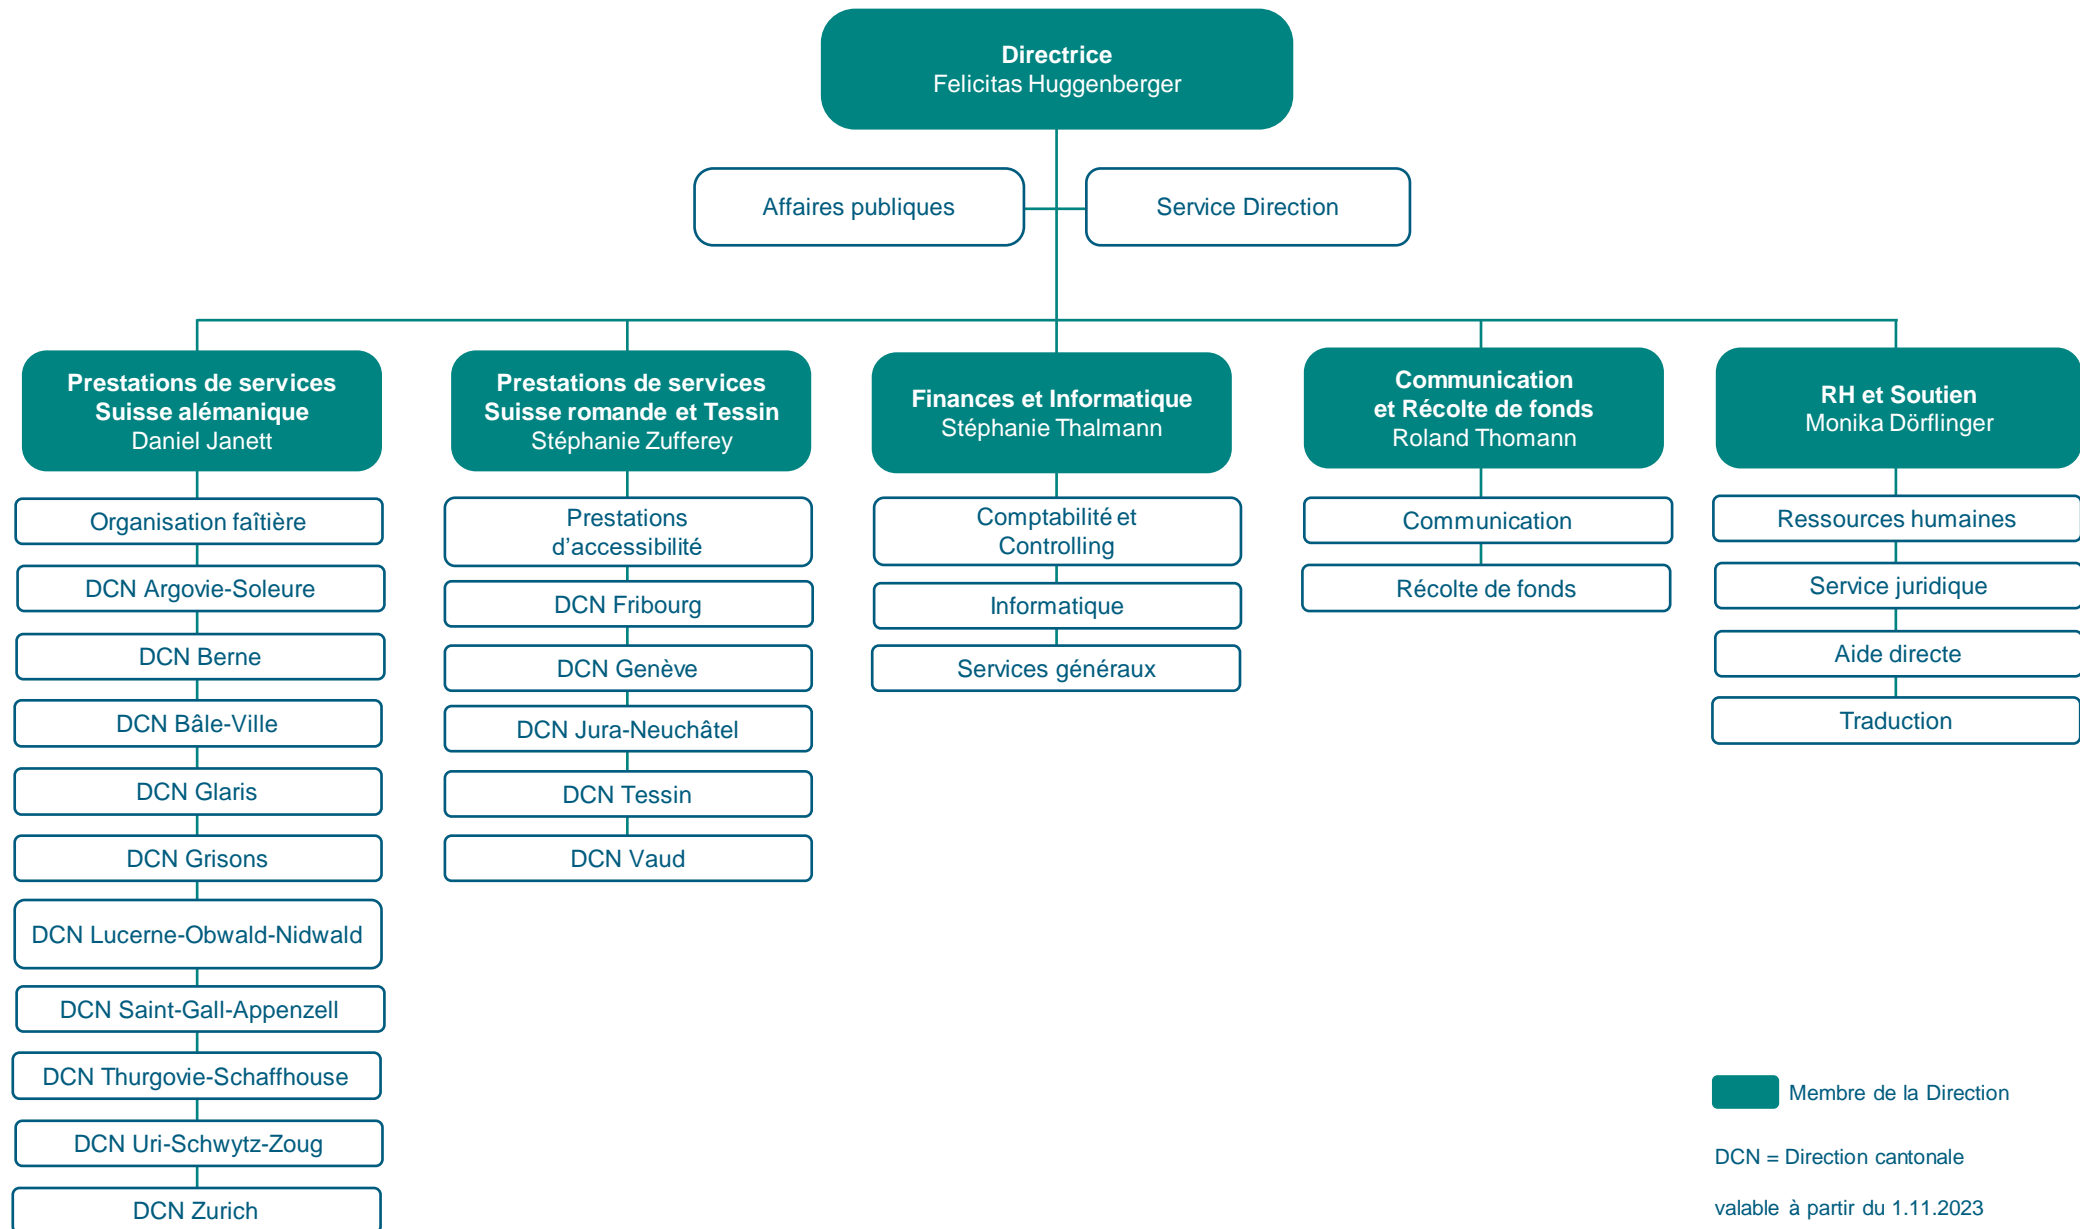 Directrice
Felicitas Huggenberger
Affaires publiques
Service Direction
Prestations de services
Suisse alémanique
Daniel Janett
Organisation faîtière
DCN Argovie-Soleure
DCN Berne
DCN Bâle-Ville
DCN Glaris
DCN Grisons
DCN Lucerne-Obwald-Nidwald
DCN Saint-Gall-Appenzell
DCN Thurgovie-Schaffhouse
DCN Uri-Schwytz-Zoug
DCN Zurich
Prestations de services
Suisse romande et Tessin
Stéphanie Zufferey
Prestations
d’accessibilité
DCN Fribourg
DCN Genève
DCN Jura-Neuchâtel
DCN Tessin
DCN Vaud
Finances et Informatique
Stéphanie Thalmann
Comptabilité et
Controlling
Informatique
Services généraux
Communication
et Récolte de fonds
Roland Thomann
Communication
Récolte de fonds
RH et Soutien
Monika Dörflinger
Ressources humaines
Service juridique
Aide directe
Traduction
Membre de la Direction
DCN = Direction cantonale
valable à partir du 1.11.2023